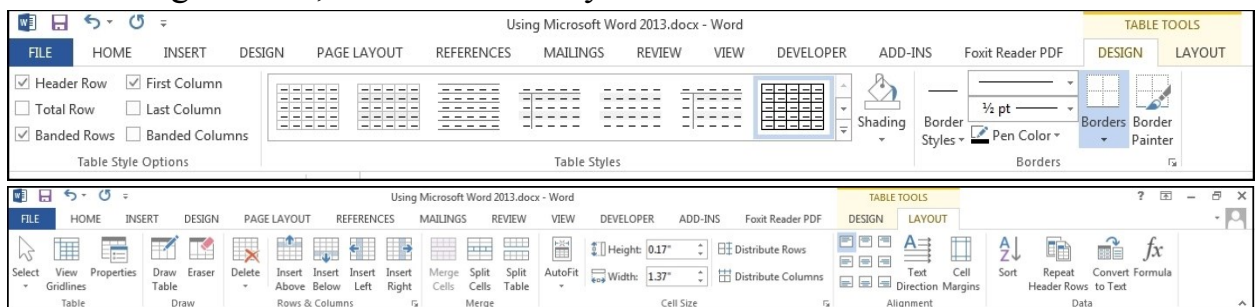 Using Microsoft Word 2013.docx - Word TABLE TOOLS
FILE HOME INSERT DESIGN PAGE LAYOUT REFERENCES MAILINGS REVIEW VIEW DEVELOPER ADD-INS Foxit Reader PDF DESIGN LAYOUT
Header Row First Column
Total Row Last Column
Banded Rows Banded Columns
Table Style Options
Table Styles
Shading
Border Styles
½ pt
Pen Color
Borders
Border Painter
Borders
Using Microsoft Word 2013.docx - Word TABLE TOOLS ?
FILE HOME INSERT DESIGN PAGE LAYOUT REFERENCES MAILINGS REVIEW VIEW DEVELOPER ADD-INS Foxit Reader PDF DESIGN LAYOUT
Select View Gridlines Properties
Table
Draw Table Eraser
Draw
Delete Insert Above Insert Below Insert Left Insert Right
Rows & Columns
Merge Cells Split Cells Split Table
Merge
AutoFit
Height: 0.17" Distribute Rows
Width: 1.37" Distribute Columns
Cell Size
Text Direction Cell Margins
Alignment
A Z Sort Repeat Header Rows Convert to Text fx Formula
Data